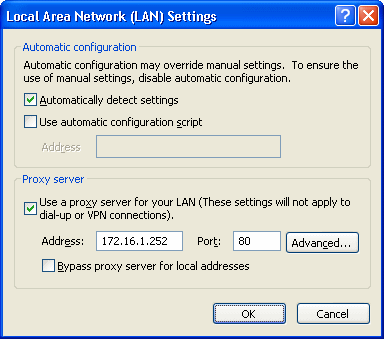 Local Area Network (LAN) Settings
Automatic configuration
Automatic configuration may override manual settings. To ensure the
use of manual settings, disable automatic configuration.
Automatically detect settings
Use automatic configuration script
Address
Proxy server
Use a proxy server for your LAN (These settings will not apply to
dial-up or VPN connections).
Address: 172.16.1.252 Port: 80 Advanced...
Bypass proxy server for local addresses
OK Cancel